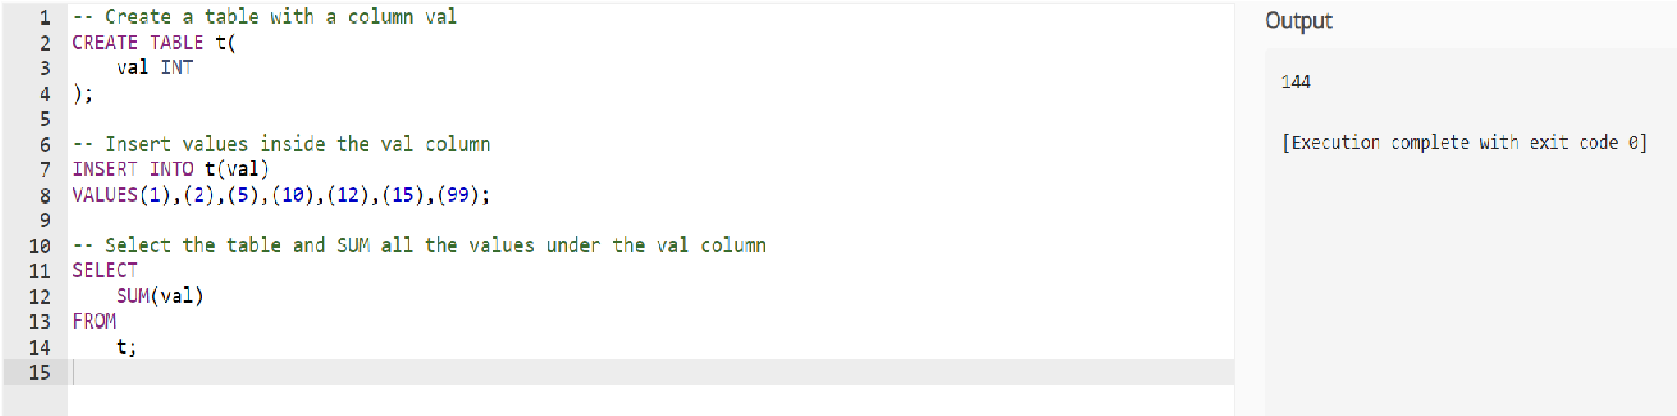 1 -- Create a table with a column val
2 CREATE TABLE t(
3     val INT
4 );
5
6 -- Insert values inside the val column
7 INSERT INTO t(val)
8 VALUES(1),(2),(5),(10),(12),(15),(99);
9
10 -- Select the table and SUM all the values under the val column
11 SELECT
12     SUM(val)
13 FROM
14     t;
15
Output
144
[Execution complete with exit code 0]